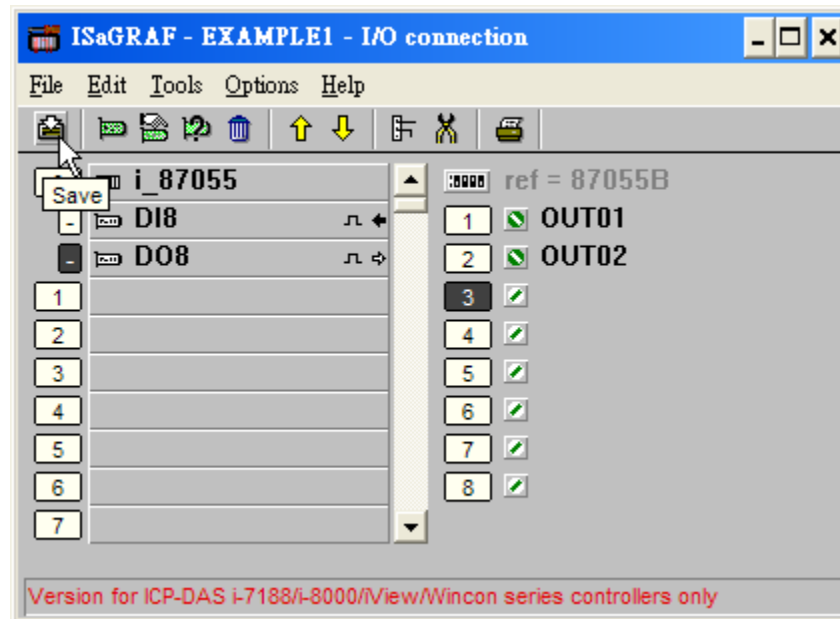 ISaGRAF - EXAMPLE1 - I/O connection
File Edit Tools Options Help
Save
i_87055
DI8
DO8
1
2
3
4
5
6
7
ref = 87055B
1 OUT01
2 OUT02
3
4
5
6
7
8
Version for ICP-DAS i-7188/i-8000/iView/Wincon series controllers only